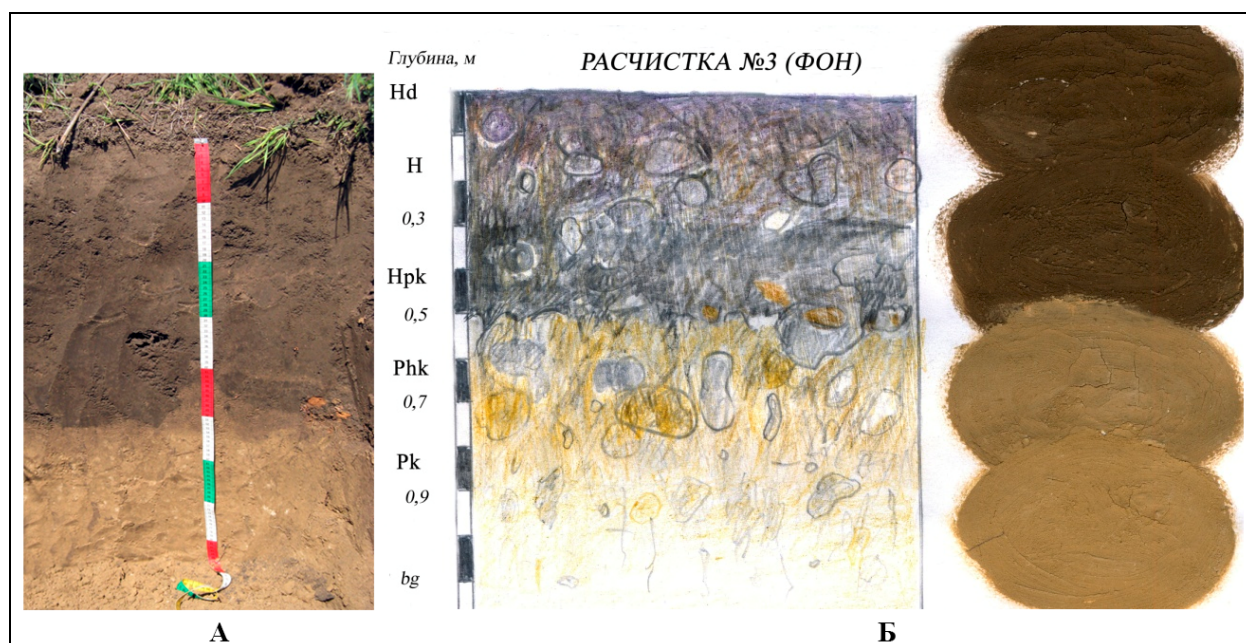 Глубина, м
РАСЧИСТКА №3 (ФОН)
Hd
H
0,3
Hpk
0,5
Phk
0,7
Pk
0,9
bg
А
Б